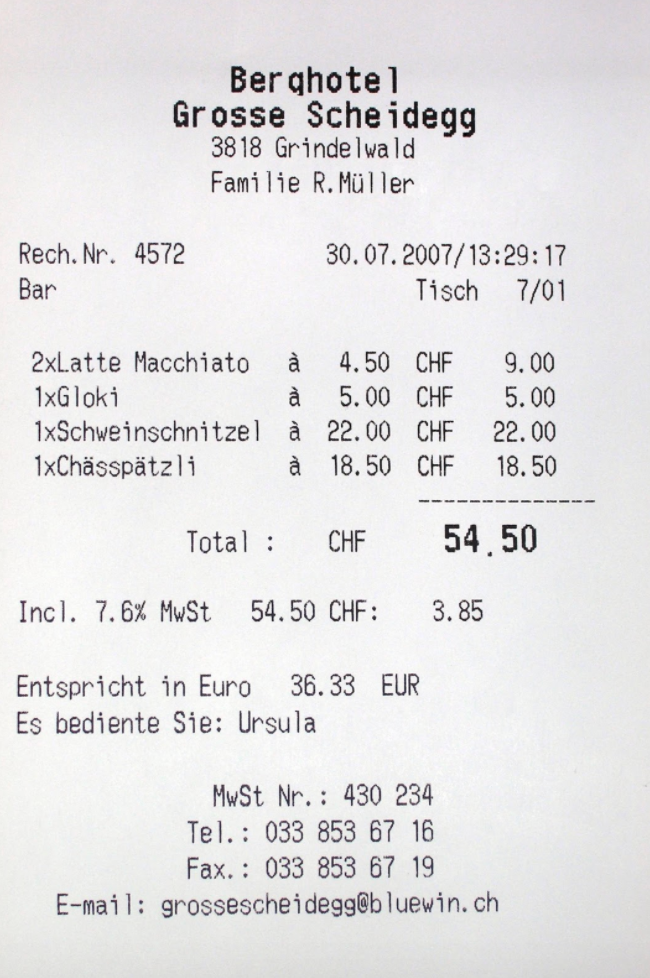 Berghotel
Grosse Scheidegg
3818 Grindelwald
Familie R.Müller
Rech.Nr. 4572 30.07.2007/13:29:17
Bar Tisch 7/01
2xLatte Macchiato à 4.50 CHF 9.00
1xGloki à 5.00 CHF 5.00
1xSchweinschnitzel à 22.00 CHF 22.00
1xChässpätzli à 18.50 CHF 18.50
---------------
Total : CHF 54.50
Incl. 7.6% MwSt 54.50 CHF: 3.85
Entspricht in Euro 36.33 EUR
Es bediente Sie: Ursula
MwSt Nr.: 430 234
Tel.: 033 853 67 16
Fax.: 033 853 67 19
E-mail: grossescheidegg@bluewin.ch